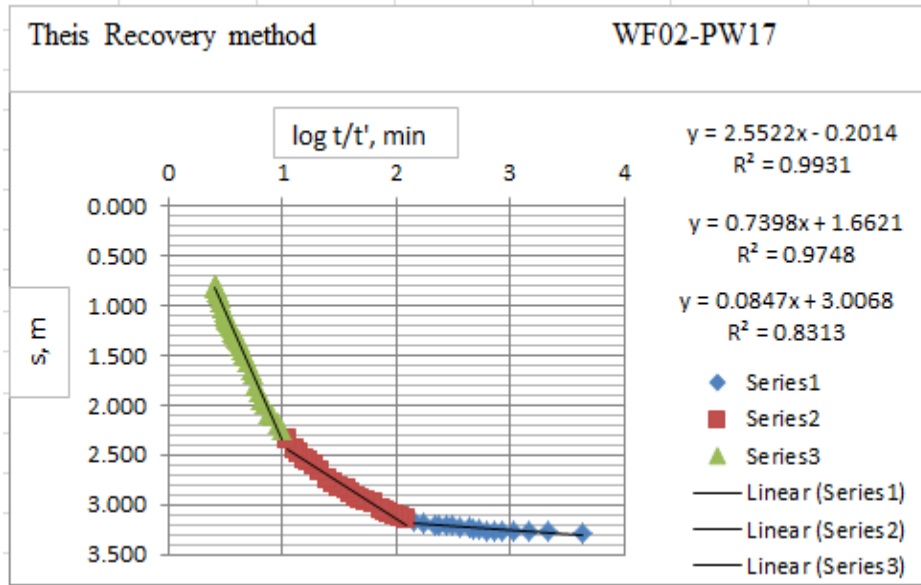 Theis Recovery method WF02-PW17
log t/t', min
0 1 2 3 4
0.000
0.500
1.000
1.500
2.000
2.500
3.000
3.500
s, m
y = 2.5522x - 0.2014
R² = 0.9931
y = 0.7398x + 1.6621
R² = 0.9748
y = 0.0847x + 3.0068
R² = 0.8313
Series1
Series2
Series3
Linear (Series1)
Linear (Series2)
Linear (Series3)